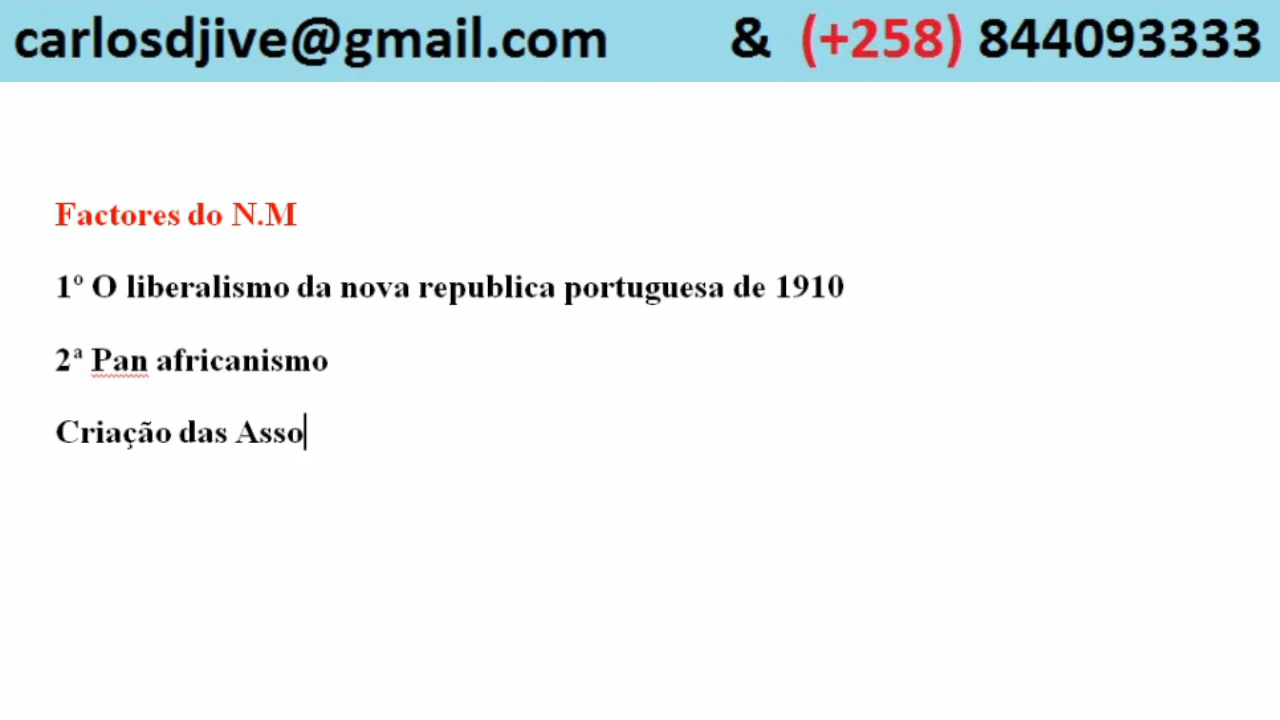 carlosdjive@gmail.com & (+258) 844093333
Factores do N.M
1º O liberalismo da nova republica portuguesa de 1910
2ª Pan africanismo
Criação das Asso